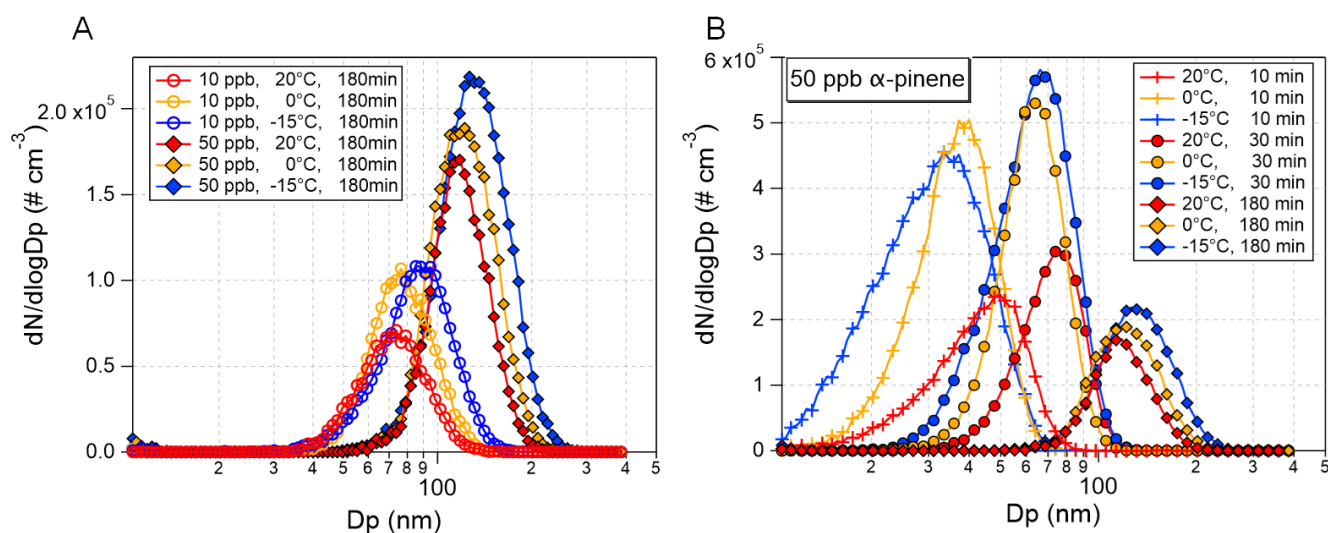 A
dN/dlogDp (# cm-3)
2.0 x10^5
1.5
1.0
0.5
0.0
10 ppb, 20°C, 180min
10 ppb, 0°C, 180min
10 ppb, -15°C, 180min
50 ppb, 20°C, 180min
50 ppb, 0°C, 180min
50 ppb, -15°C, 180min
2 3 4 5 6 7 8 9 100 2 3 4 5
Dp (nm)
B
dN/dlogDp (# cm-3)
6 x10^5
5
4
3
2
1
0
50 ppb α-pinene
20°C, 10 min
0°C, 10 min
-15°C 10 min
20°C, 30 min
0°C, 30 min
-15°C, 30 min
20°C, 180 min
0°C, 180 min
-15°C, 180 min
2 3 4 5 6 7 8 9 100 2 3 4 5
Dp (nm)